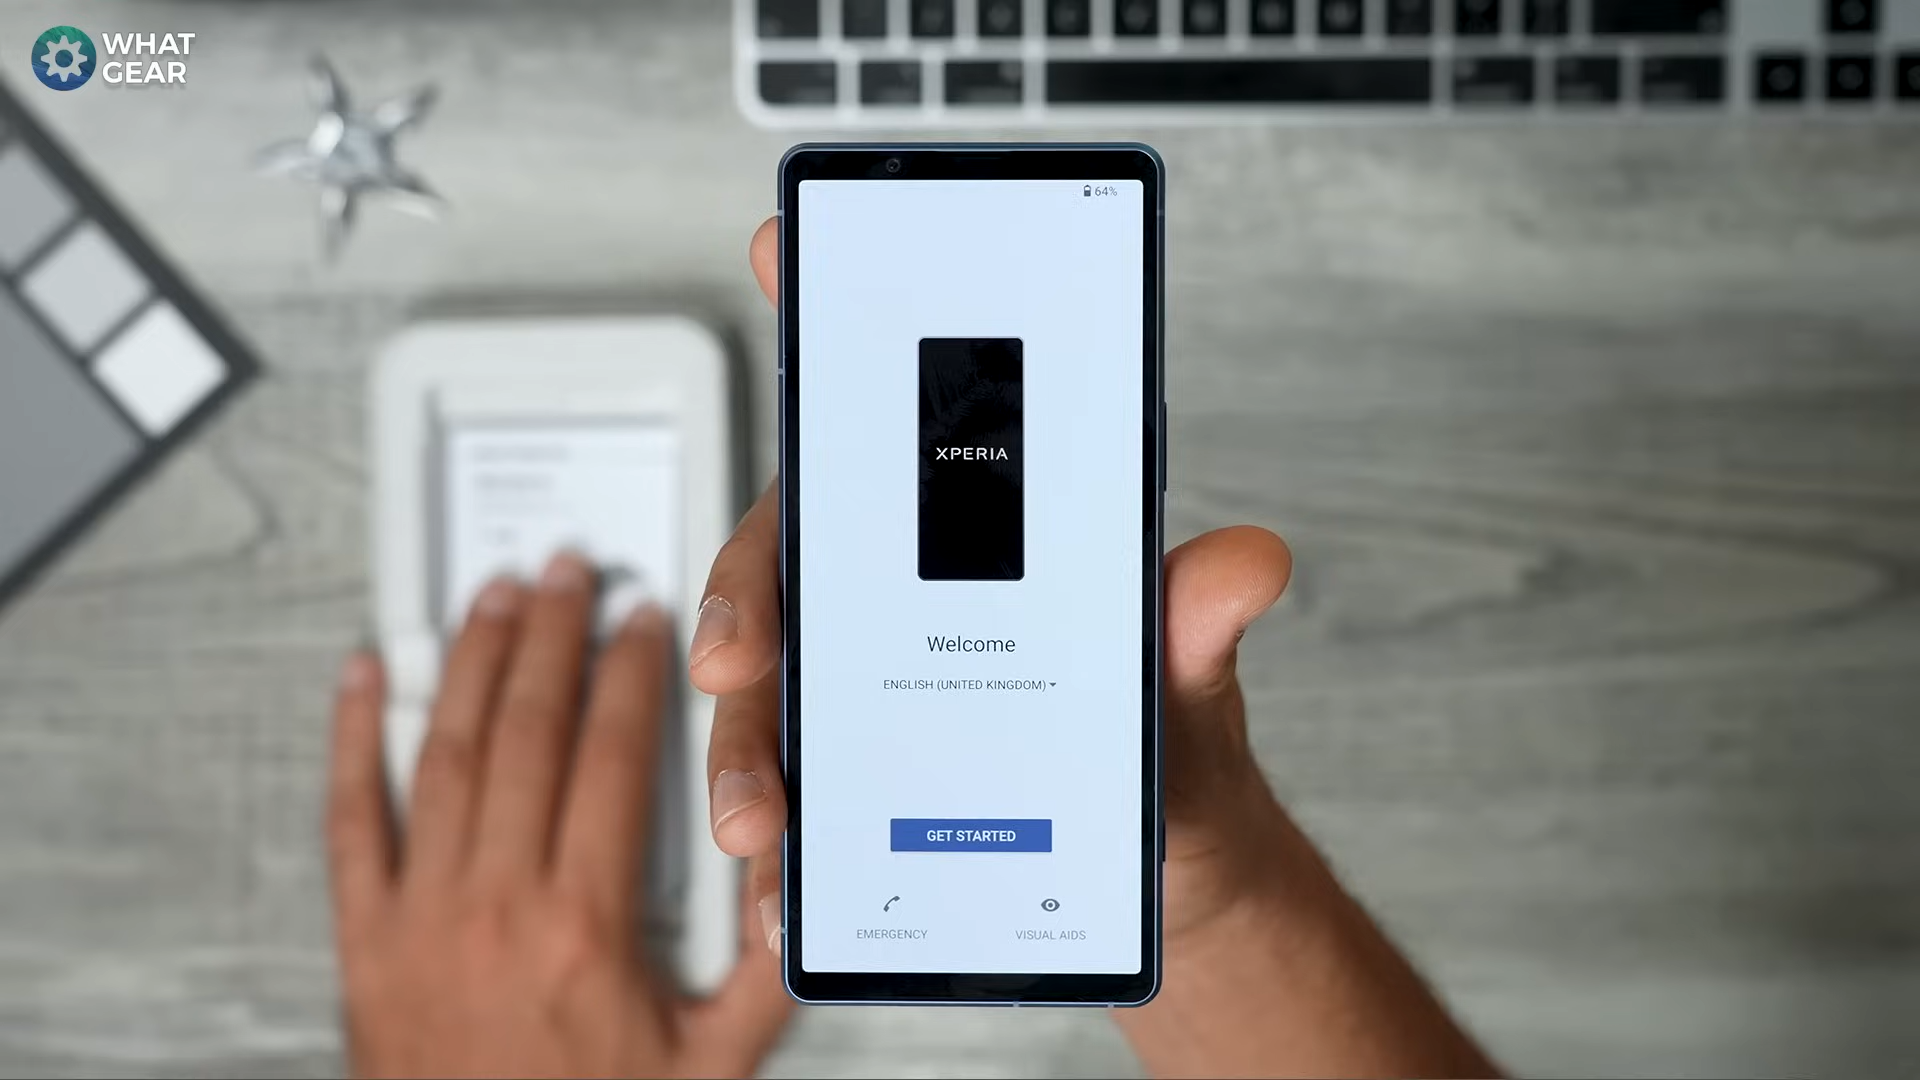 WHAT
GEAR
64%
XPERIA
Welcome
ENGLISH (UNITED KINGDOM)
GET STARTED
EMERGENCY
VISUAL AIDS